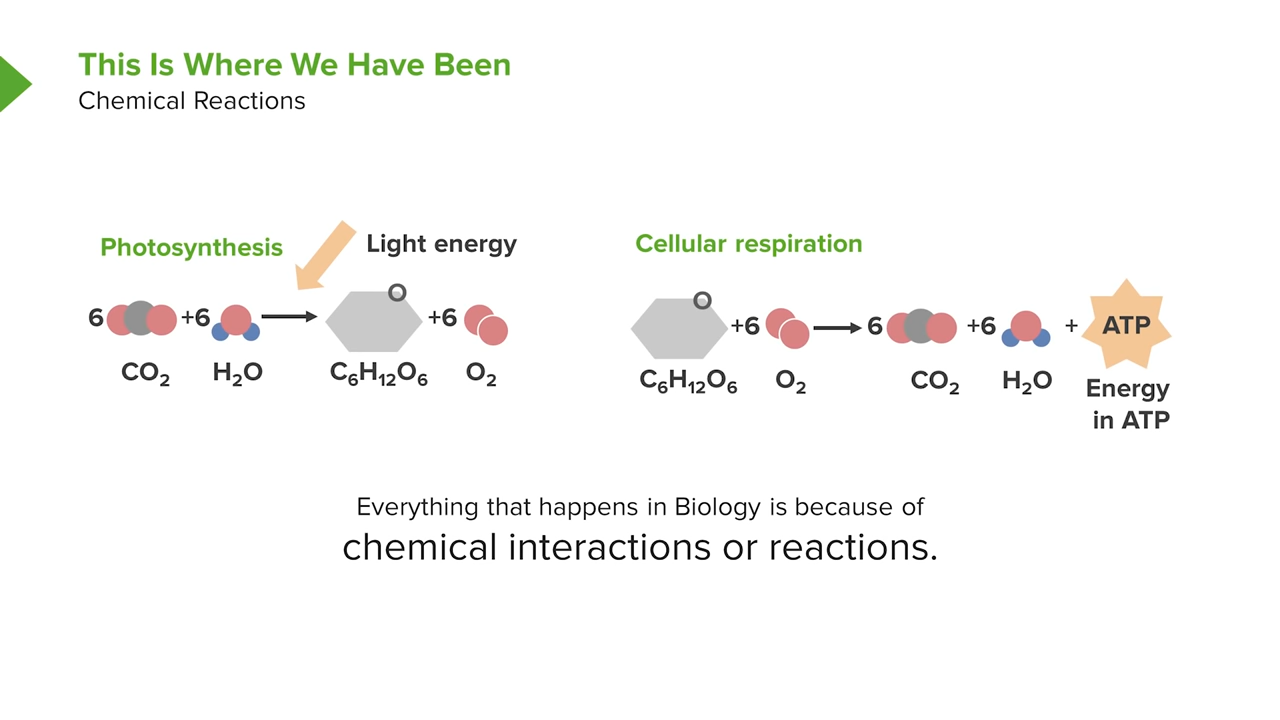 This Is Where We Have Been
Chemical Reactions
Photosynthesis
Light energy
6 +6 O +6
CO₂ H₂O C₆H₁₂O₆ O₂
Cellular respiration
O +6 6 +6 + ATP
C₆H₁₂O₆ O₂ CO₂ H₂O Energy
in ATP
Everything that happens in Biology is because of
chemical interactions or reactions.